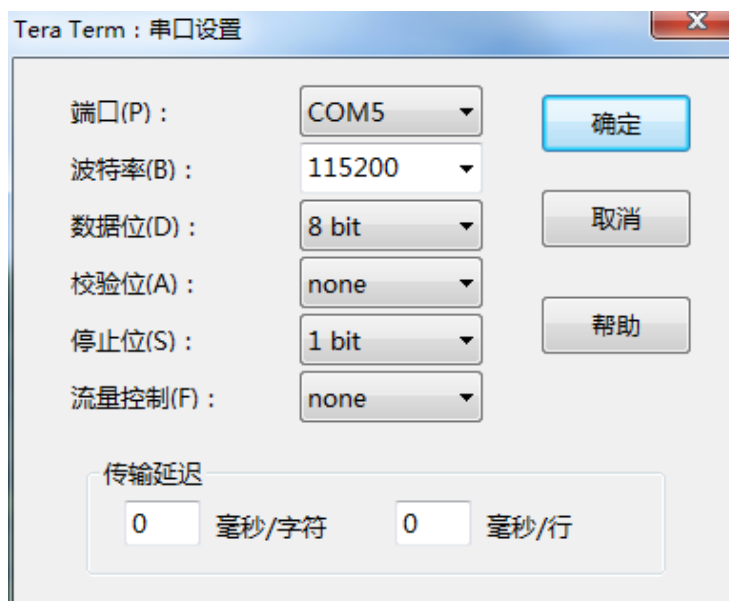 Tera Term：串口设置
端口(P)： COM5 确定
波特率(B)： 115200
数据位(D)： 8 bit 取消
校验位(A)： none
停止位(S)： 1 bit 帮助
流量控制(F)： none
传输延迟
0 毫秒/字符 0 毫秒/行